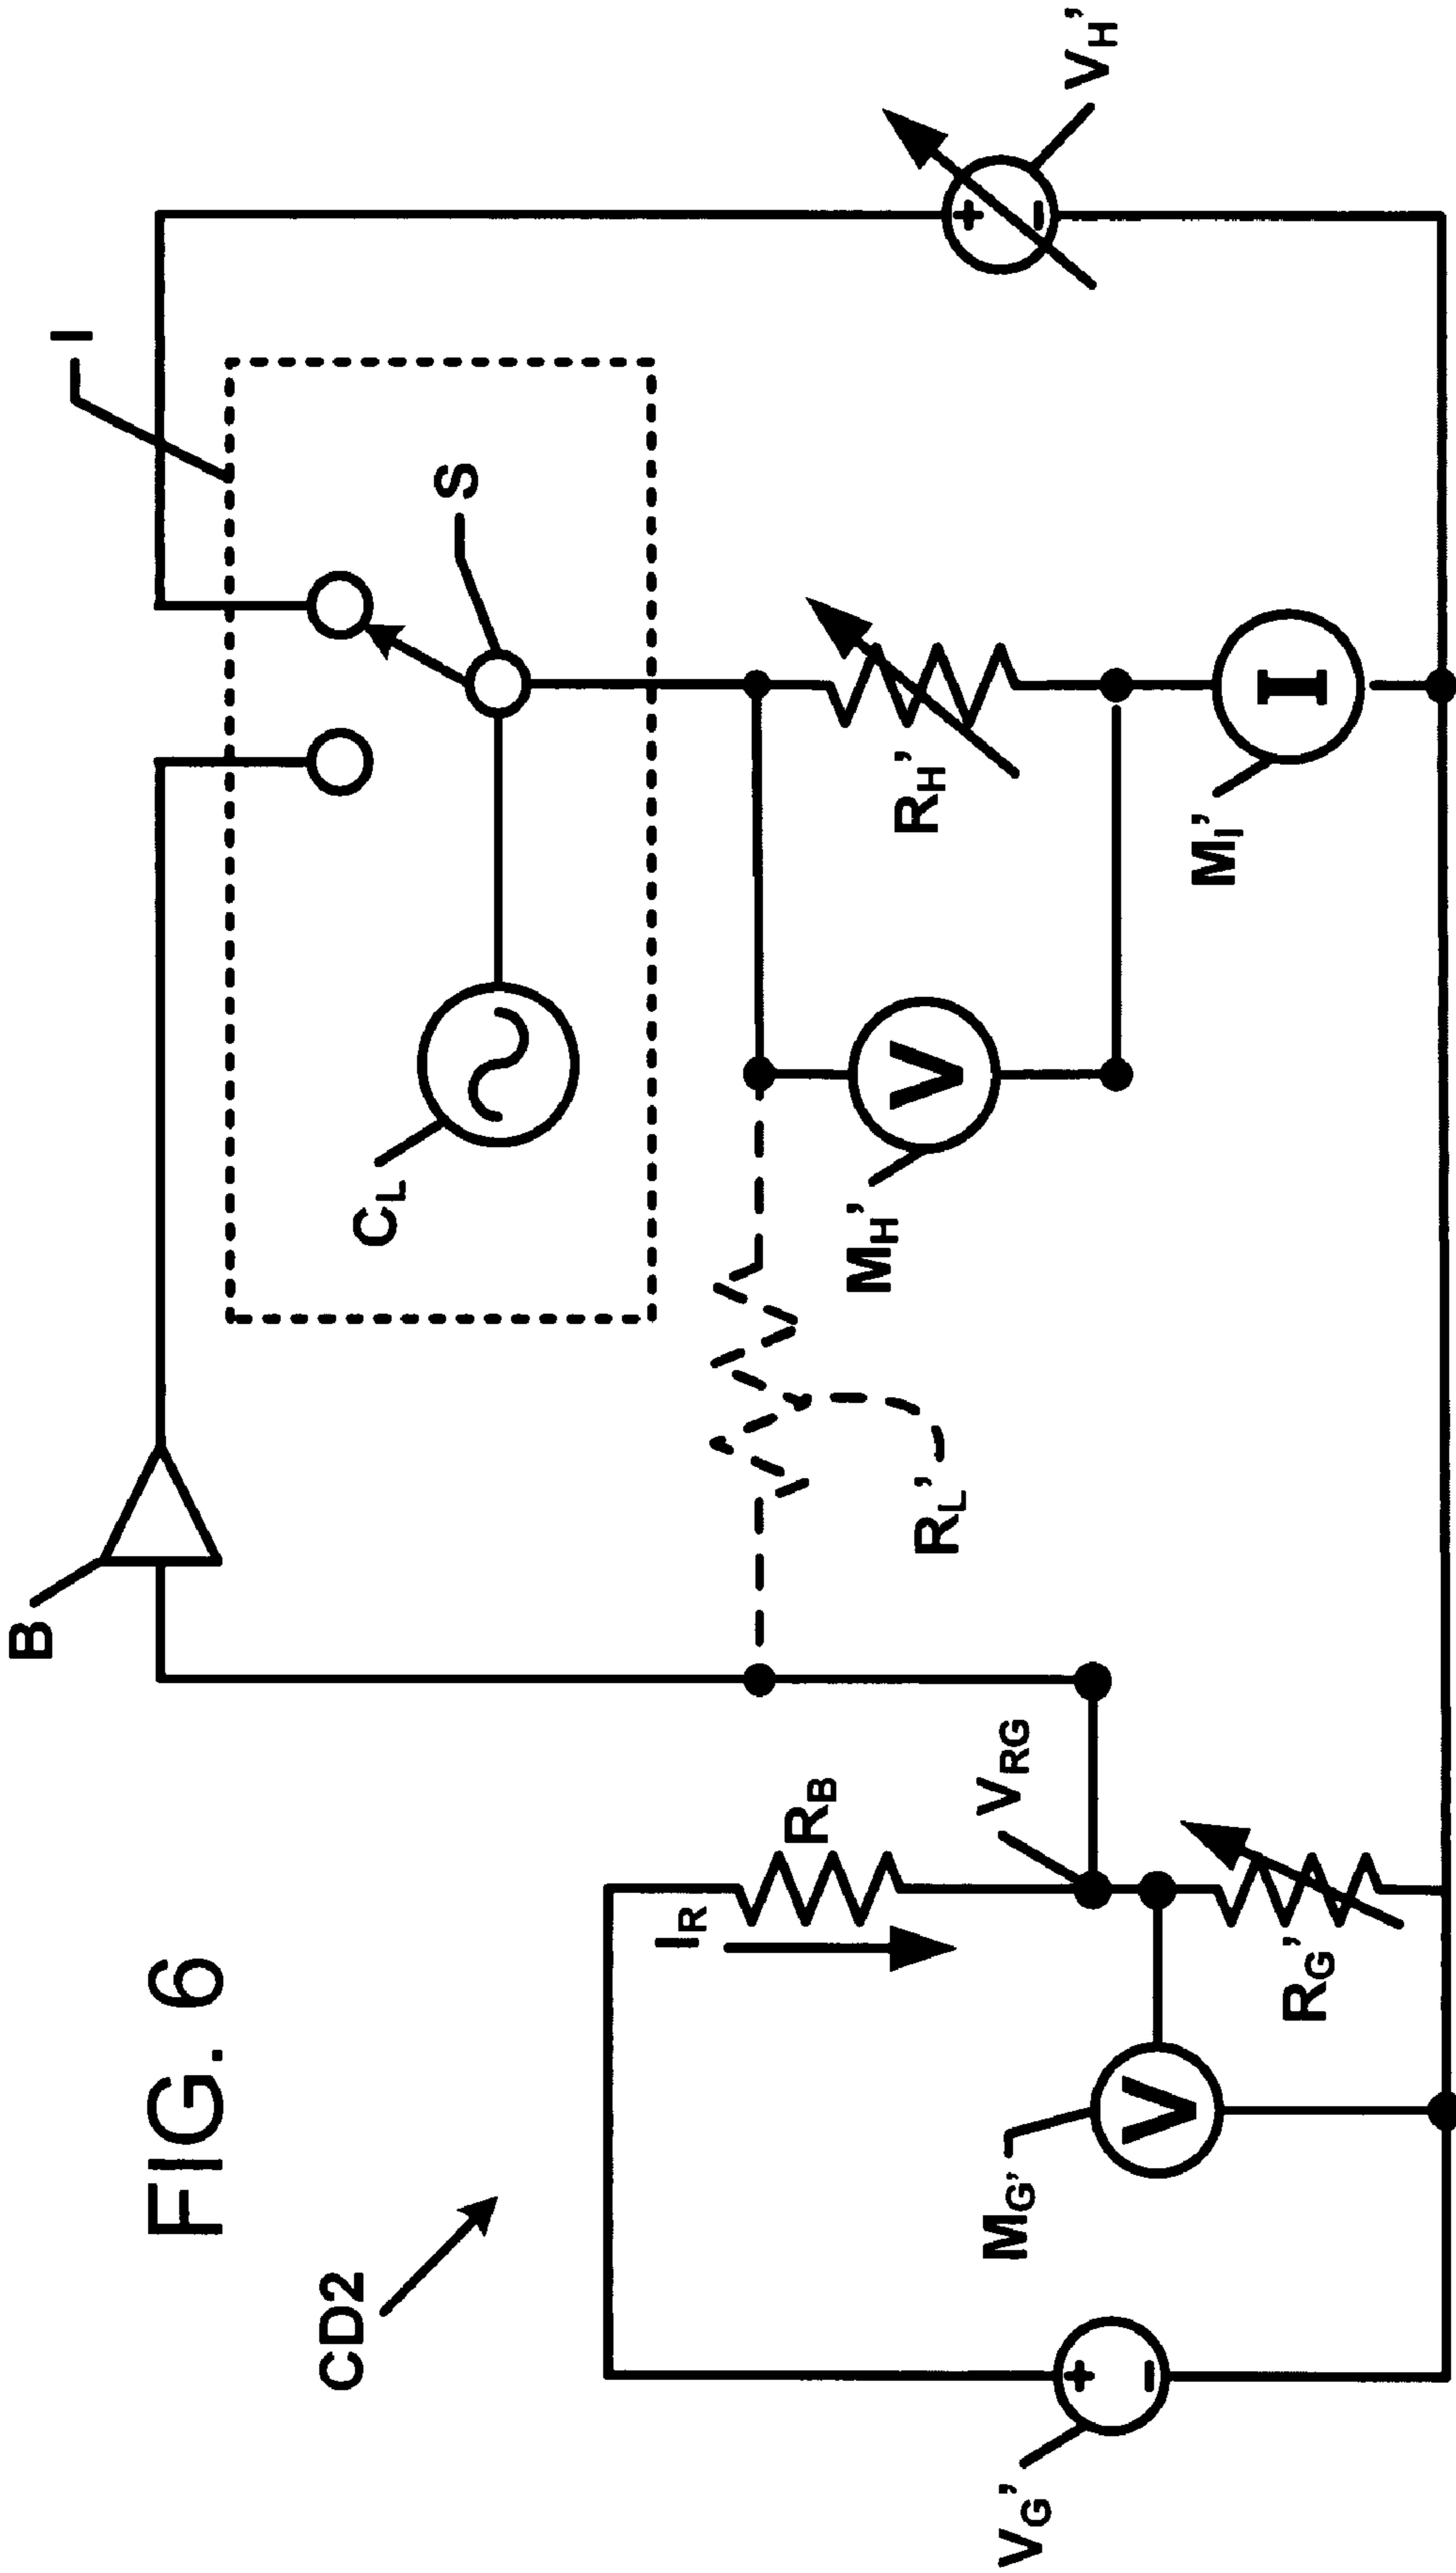 FIG. 6
CD2
B
I
S
C_L
R_H'
M_H'
M_I'
V_H'
R_L'
V_RG
R_B
I_R
R_G'
M_G'
V_G'
V
V
I
+
-
+
-